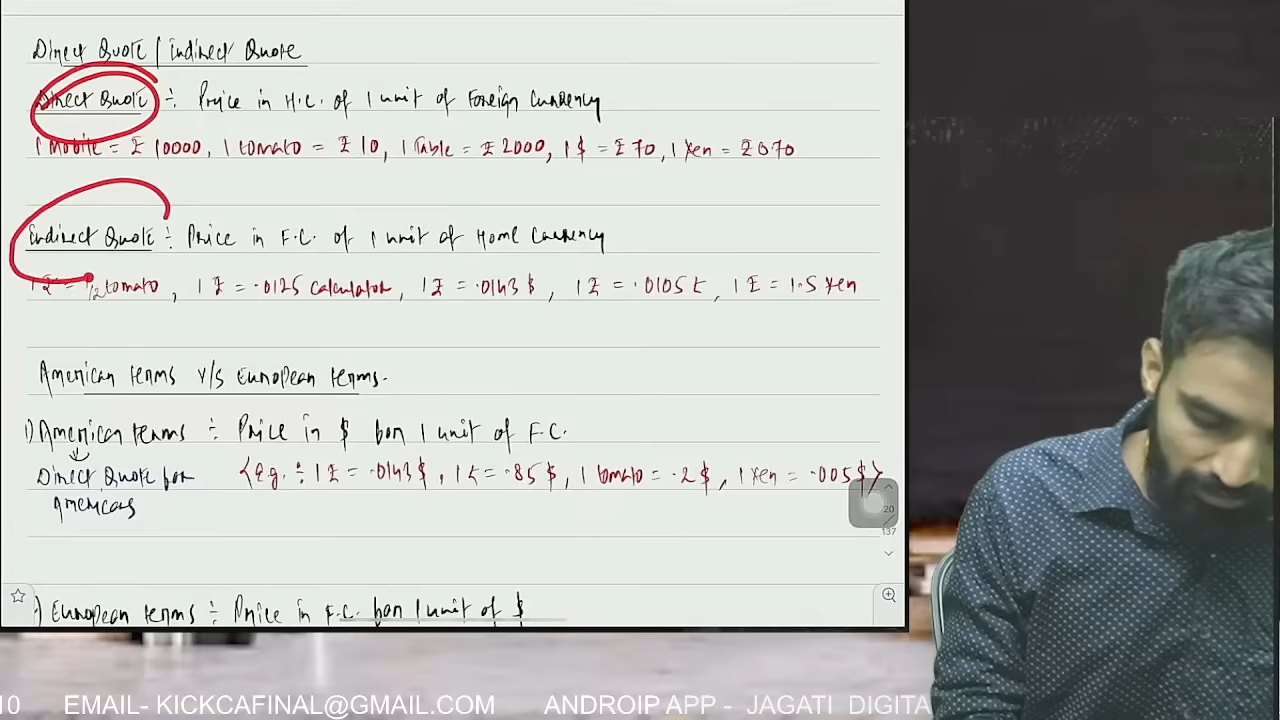 Direct Quote / Indirect Quote
Direct Quote ÷ Price in H.C. of 1 unit of Foreign Currency
1 Mobile = ₹ 10000, 1 tomato = ₹ 10, 1 Table = ₹ 2000, 1 $ = ₹ 70, 1 Yen = ₹ 0.70
Indirect Quote ÷ Price in F.C. of 1 unit of Home Currency
1 ₹ = 1/2 tomato, 1 ₹ = .0125 calculator, 1 ₹ = .0143 $, 1 ₹ = .0105 £, 1 ₹ = 1.5 Yen
American terms v/s European terms.
1) American terms ÷ Price in $ for 1 unit of F.C.
Direct Quote for Americans
{e.g. ÷ 1 ₹ = .0143 $, 1 £ = .85 $, 1 tomato = .2 $, 1 Yen = .005 $}
20
137
) European terms ÷ Price in F.C. for 1 unit of $
10 EMAIL- KICKCAFINAL@GMAIL.COM ANDROIP APP - JAGATI DIGITA